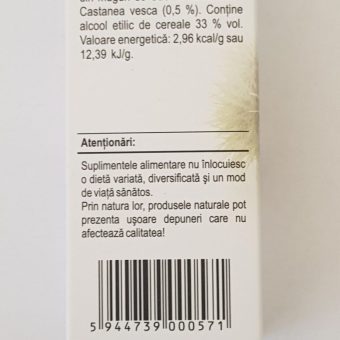 Castanea vesca (0,5 %). Conține
alcool etilic de cereale 33 % vol.
Valoare energetică: 2,96 kcal/g sau
12,39 kJ/g.
Atenționări:
Suplimentele alimentare nu înlocuiesc
o dietă variată, diversificată și un mod
de viață sănătos.
Prin natura lor, produsele naturale pot
prezenta ușoare depuneri care nu
afectează calitatea!
5 944739 000571